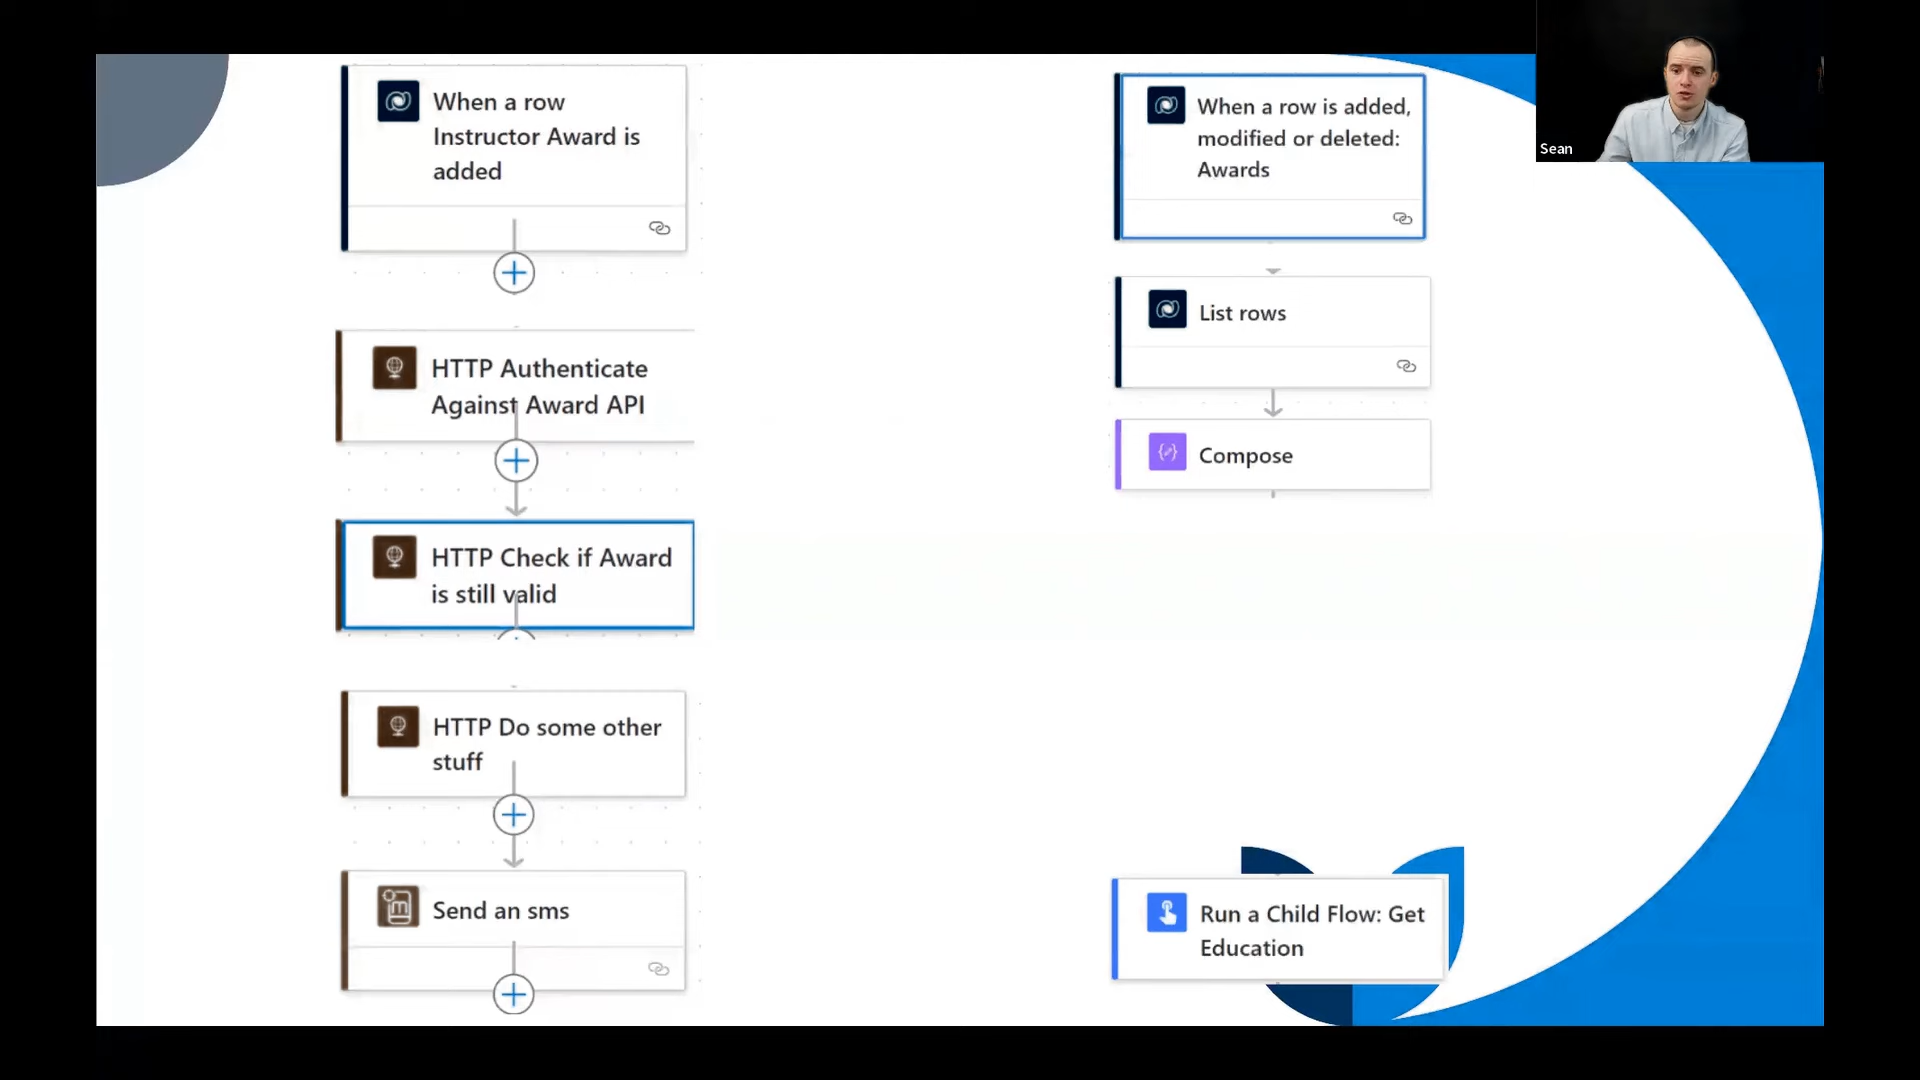 When a row
Instructor Award is
added
HTTP Authenticate
Against Award API
HTTP Check if Award
is still valid
HTTP Do some other
stuff
Send an sms
When a row is added,
modified or deleted:
Awards
List rows
Compose
Run a Child Flow: Get
Education
Sean